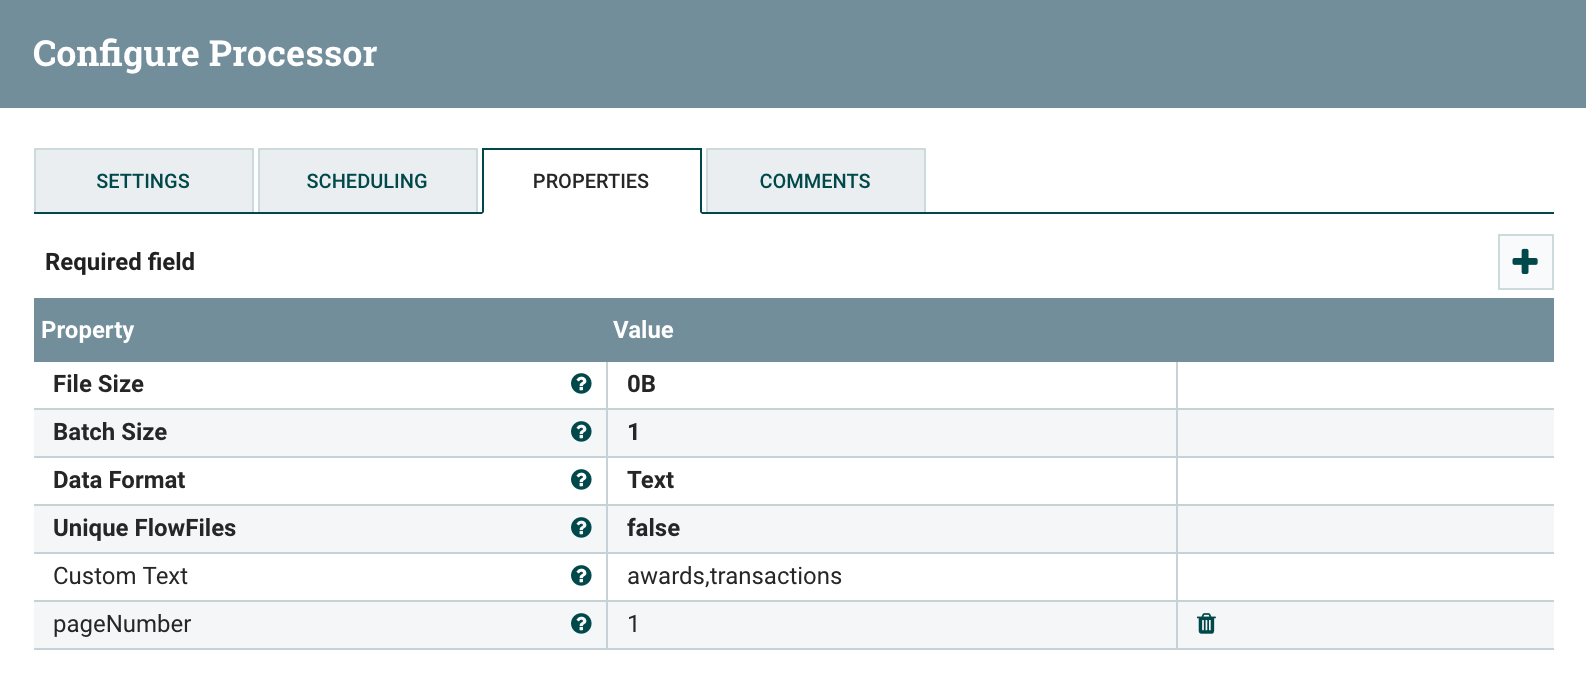 Configure Processor
SETTINGS SCHEDULING PROPERTIES COMMENTS
Required field
Property Value
File Size 0B
Batch Size 1
Data Format Text
Unique FlowFiles false
Custom Text awards,transactions
pageNumber 1